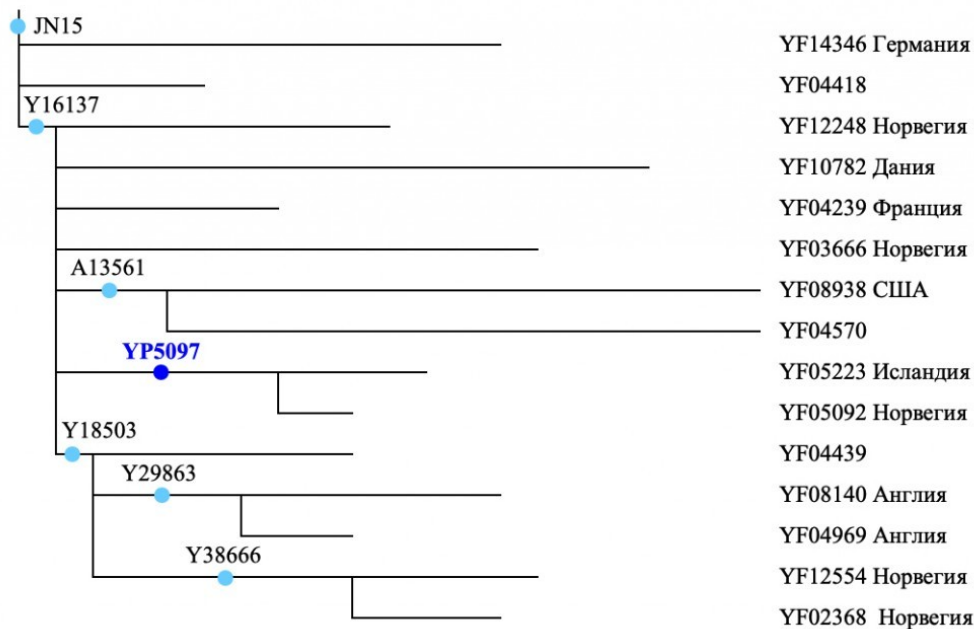 JN15
YF14346 Германия
YF04418
Y16137
YF12248 Норвегия
YF10782 Дания
YF04239 Франция
YF03666 Норвегия
A13561
YF08938 США
YF04570
YP5097
YF05223 Исландия
YF05092 Норвегия
Y18503
YF04439
Y29863
YF08140 Англия
YF04969 Англия
Y38666
YF12554 Норвегия
YF02368 Норвегия